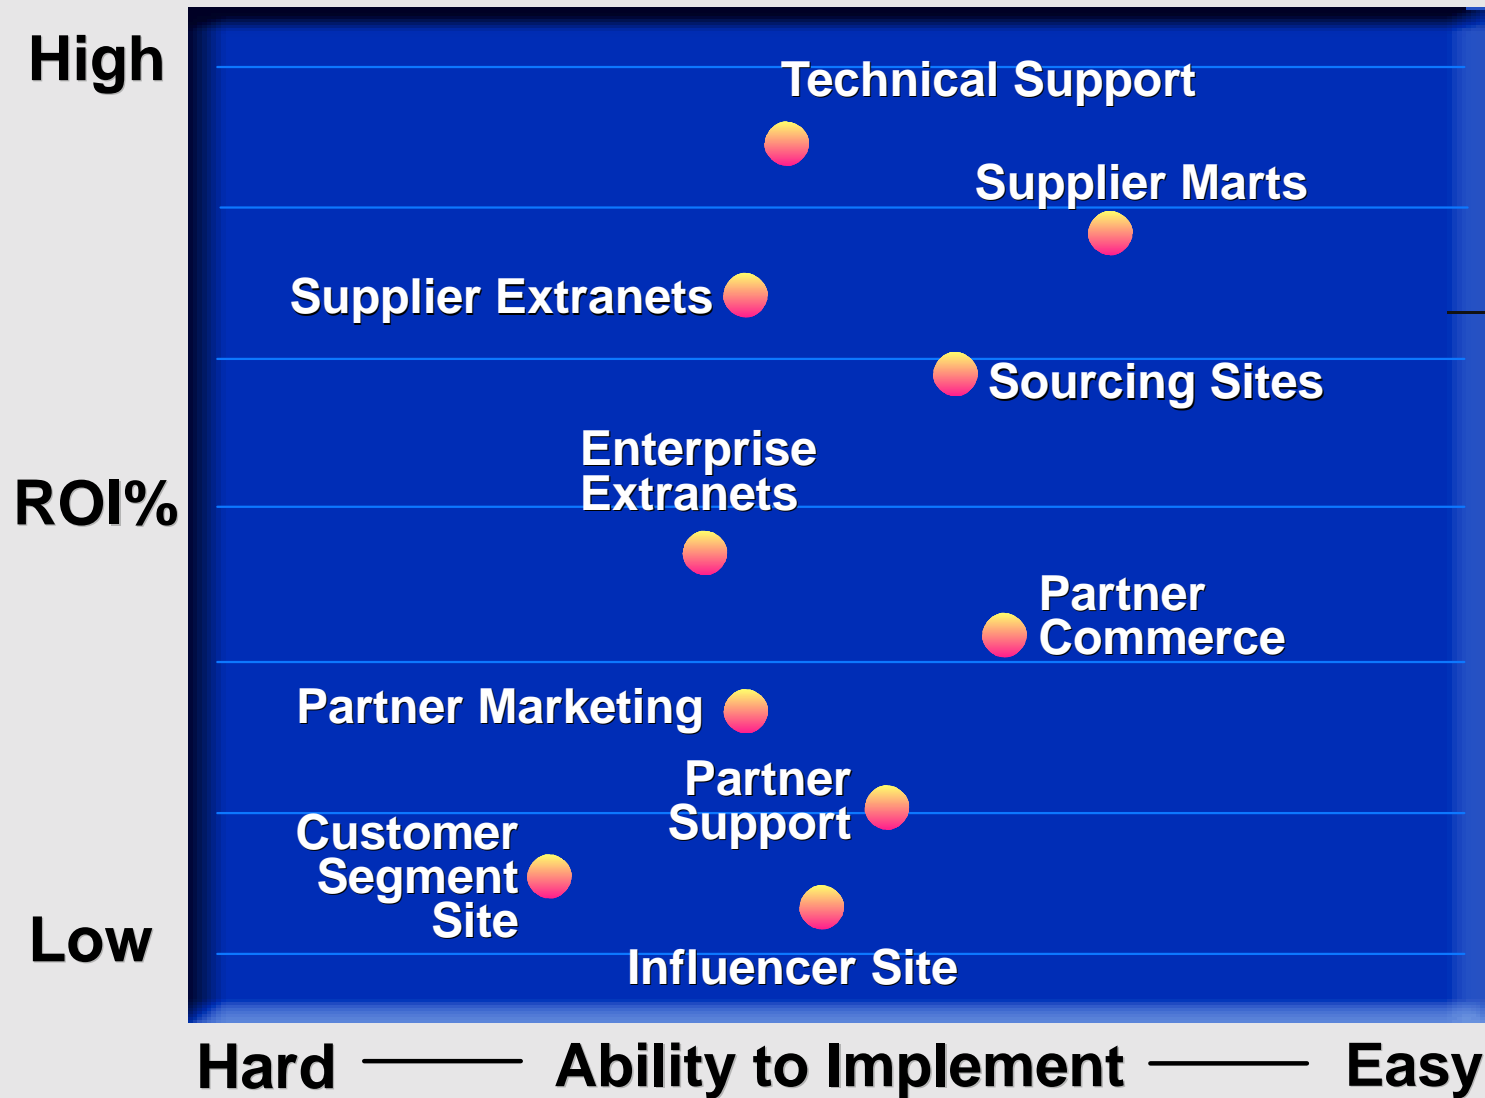 High
Technical Support
Supplier Marts
Supplier Extranets
Sourcing Sites
Enterprise
Extranets
ROI%
Partner
Commerce
Partner Marketing
Partner
Support
Customer
Segment
Site
Low
Influencer Site
Hard Ability to Implement Easy